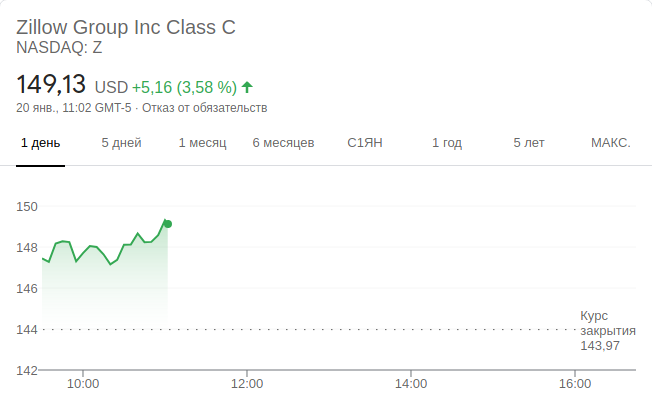 Zillow Group Inc Class C
NASDAQ: Z
149,13 USD +5,16 (3,58 %)
20 янв., 11:02 GMT-5 · Отказ от обязательств
1 день 5 дней 1 месяц 6 месяцев С1ЯН 1 год 5 лет МАКС.
150
148
146
144
142
Курс
закрытия
143,97
10:00 12:00 14:00 16:00